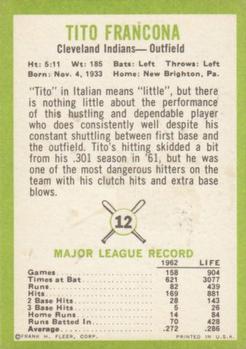 TITO FRANCONA
Cleveland Indians—Outfield
Ht: 5:11 Wt: 185 Bats: Left Throws: Left
Born: Nov. 4, 1933 Home: New Brighton, Pa.
"Tito" in Italian means "little", but there
is nothing little about the performance
of this hustling and dependable player
who does consistently well despite his
constant shuttling between first base and
the outfield. Tito's hitting skidded a bit
from his .301 season in '61, but he was
one of the most dangerous hitters on the
team with his clutch hits and extra base
blows.
12
MAJOR LEAGUE RECORD
1962 LIFE
Games 158 904
Times at Bat 621 3077
Runs 82 439
Hits 169 881
2 Base Hits 28 143
3 Base Hits 5 26
Home Runs 14 84
Runs Batted In 70 428
Average .272 .286
©FRANK H. FLEER, CORP. PRINTED IN U.S.A.